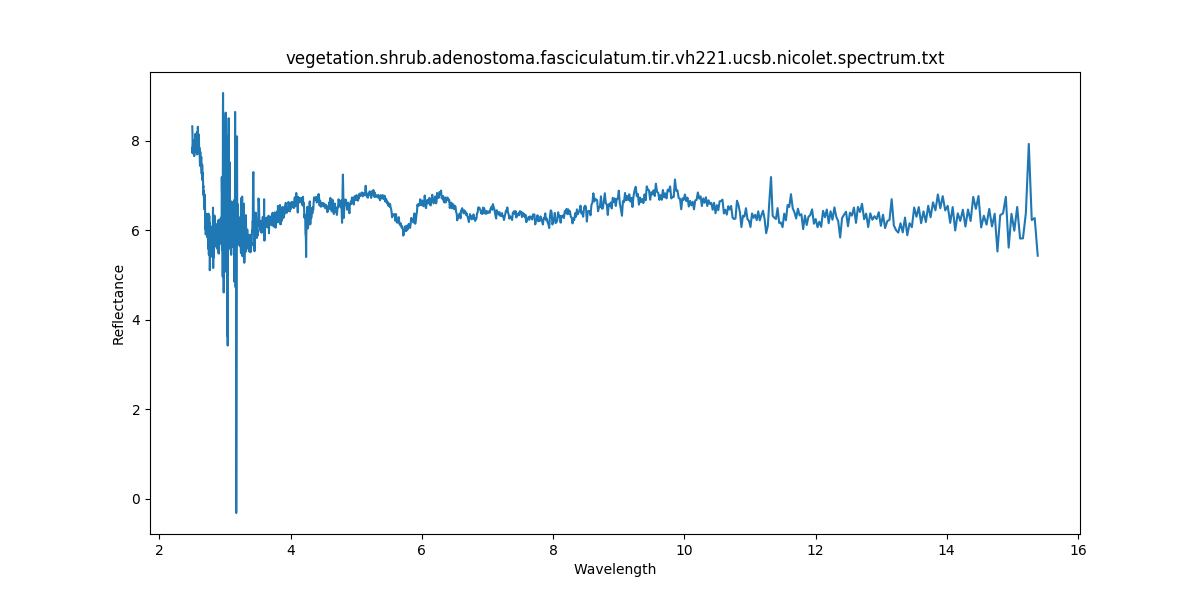 vegetation.shrub.adenostoma.fasciculatum.tir.vh221.ucsb.nicolet.spectrum.txt
8
6
4
2
0
Reflectance
2 4 6 8 10 12 14 16
Wavelength